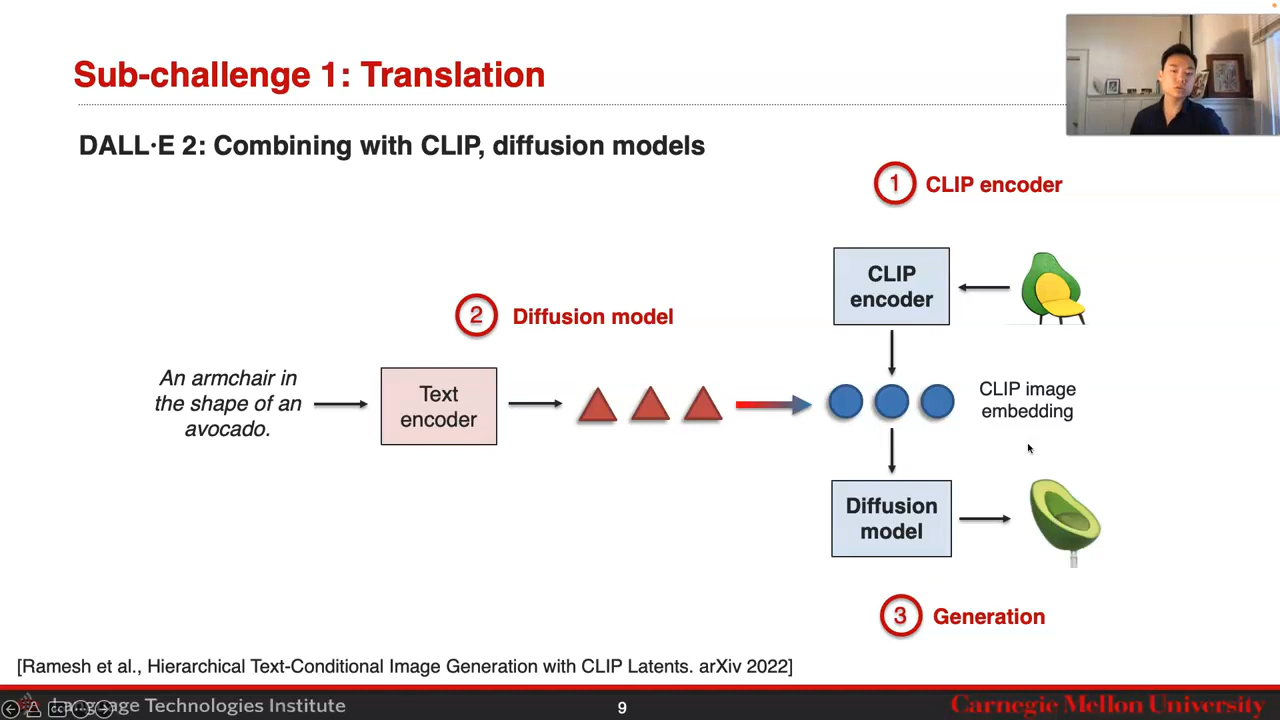 Sub-challenge 1: Translation
DALL·E 2: Combining with CLIP, diffusion models
1 CLIP encoder
CLIP
encoder
2 Diffusion model
An armchair in
the shape of an
avocado.
Text
encoder
CLIP image
embedding
Diffusion
model
3 Generation
[Ramesh et al., Hierarchical Text-Conditional Image Generation with CLIP Latents. arXiv 2022]
Language Technologies Institute
9
Carnegie Mellon University